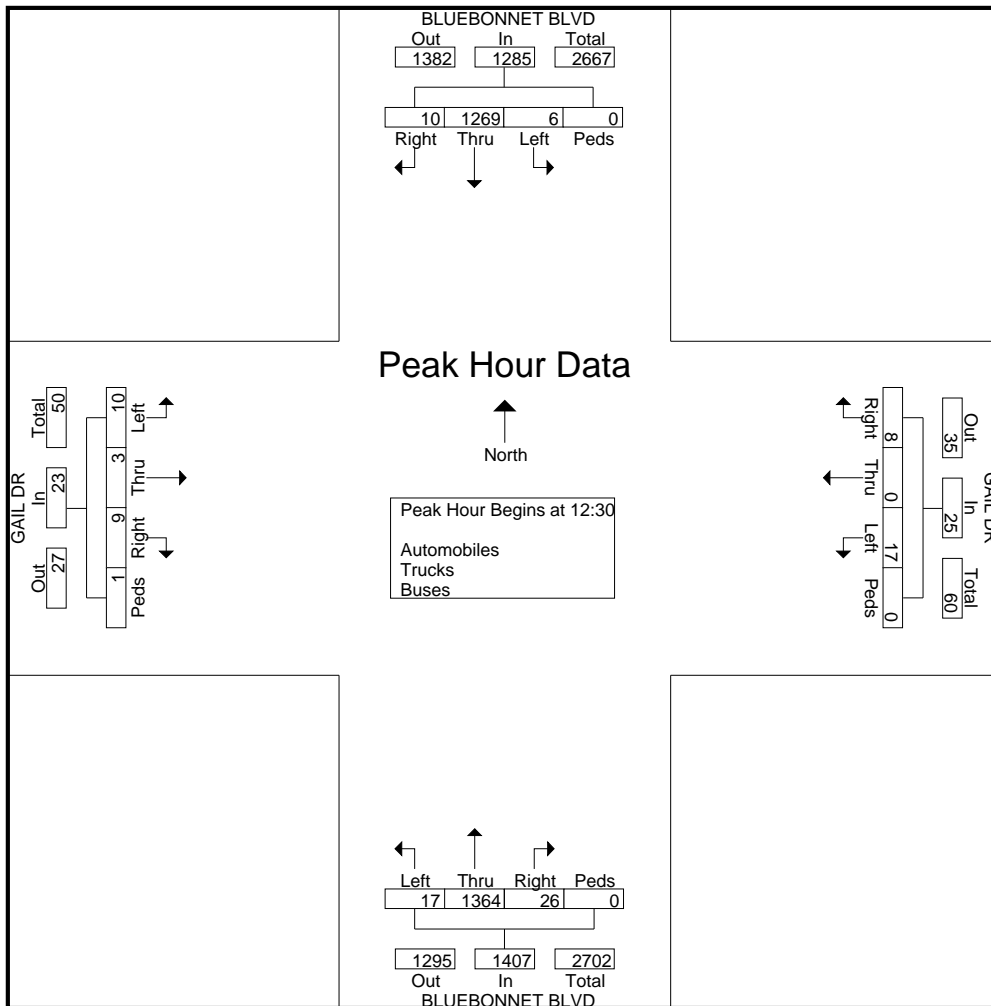 BLUEBONNET BLVD
Out In Total
1382 1285 2667
10 1269 6 0
Right Thru Left Peds
Peak Hour Data
North
Peak Hour Begins at 12:30
Automobiles
Trucks
Buses
GAIL DR
Out In Total
27 23 50
Left Thru Right Peds
10 3 9 1
GAIL DR
Out In Total
35 25 60
Right Thru Left Peds
8 0 17 0
Left Thru Right Peds
17 1364 26 0
1295 1407 2702
Out In Total
BLUEBONNET BLVD